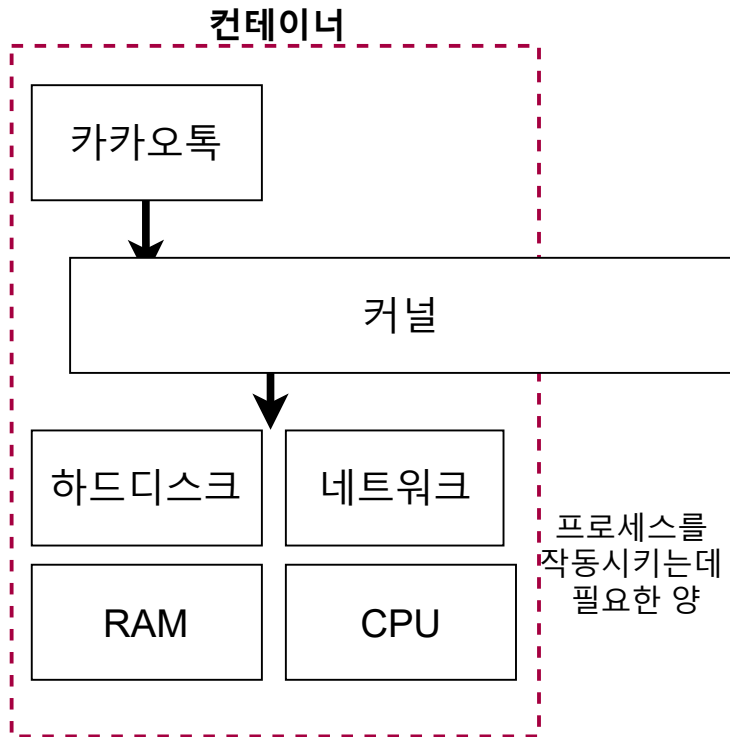 컨테이너
카카오톡
커널
하드디스크
네트워크
프로세스를
작동시키는데
필요한 양
RAM
CPU